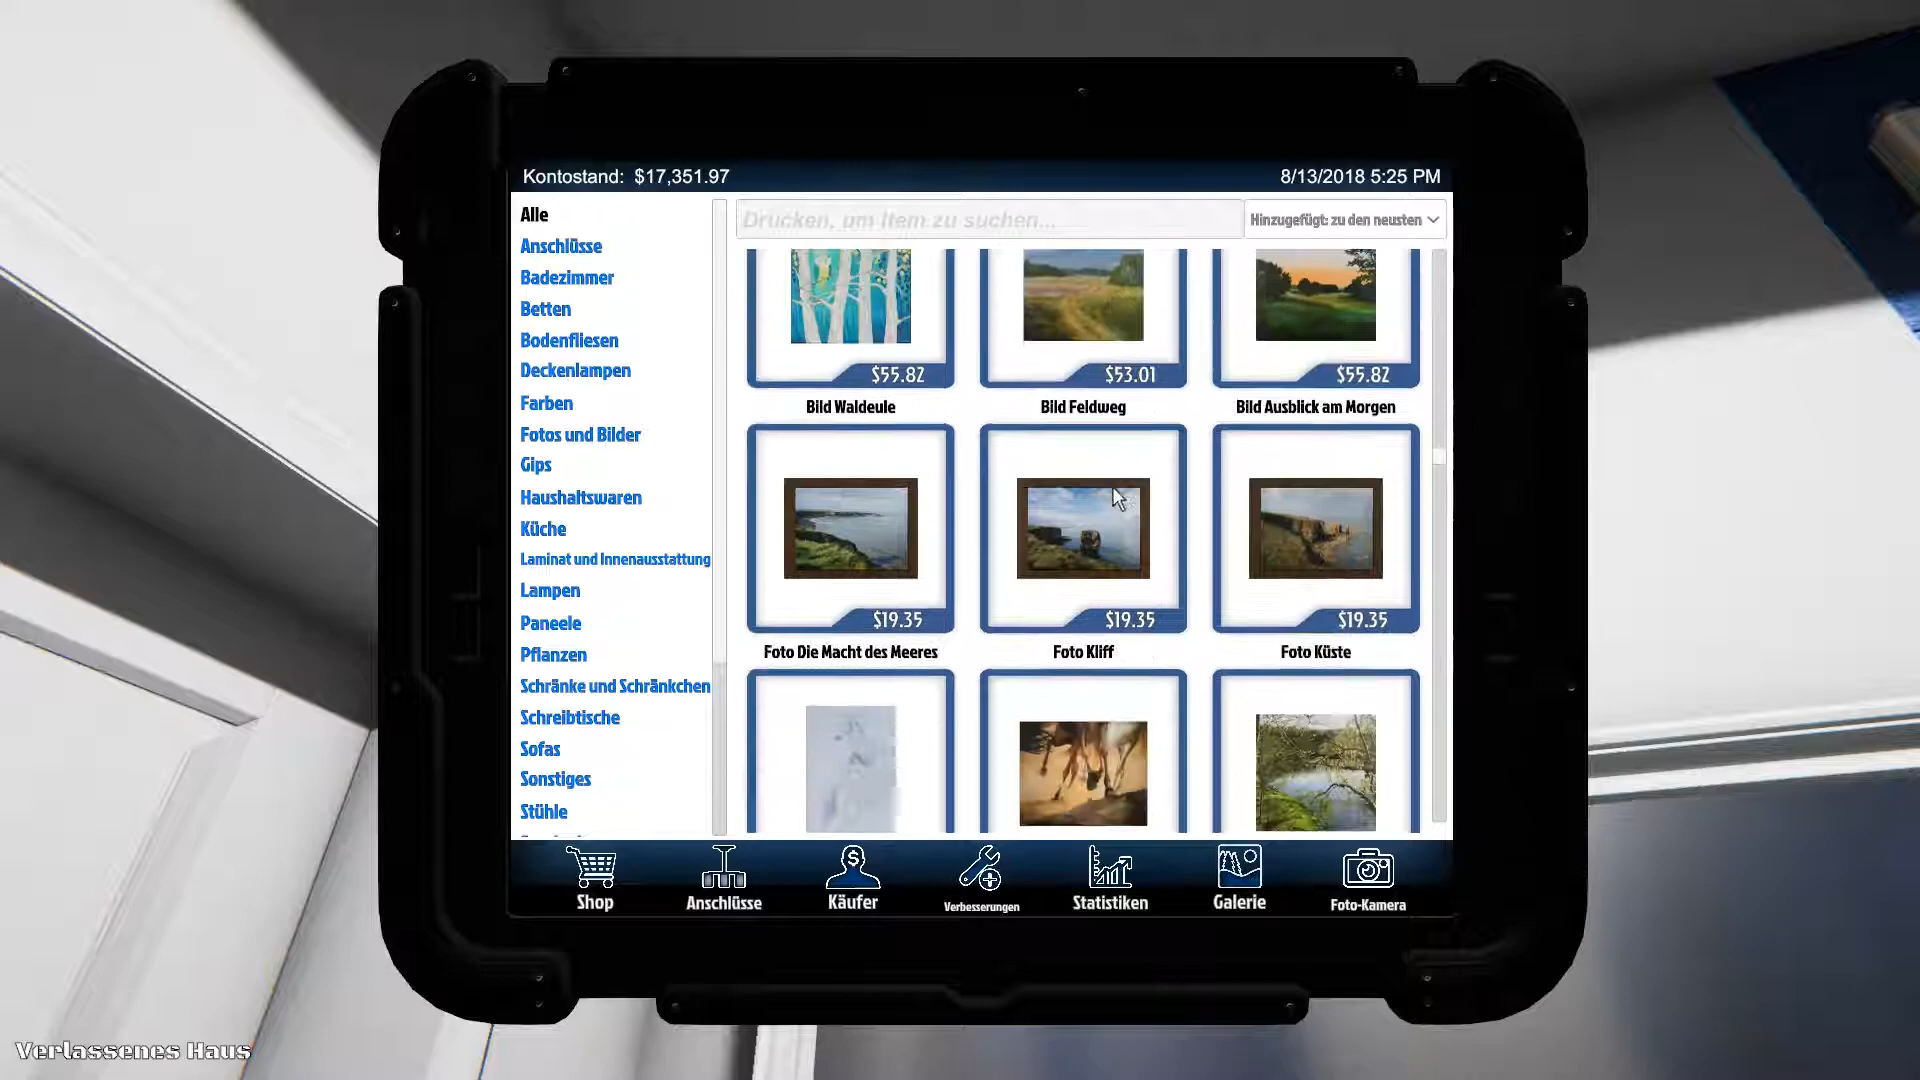 Kontostand: $17,351.97
8/13/2018 5:25 PM
Alle
Anschlüsse
Badezimmer
Betten
Bodenfliesen
Deckenlampen
Farben
Fotos und Bilder
Gips
Haushaltswaren
Küche
Laminat und Innenausstattung
Lampen
Paneele
Pflanzen
Schränke und Schränkchen
Schreibtische
Sofas
Sonstiges
Stühle
Drücken, um Item zu suchen...
Hinzugefügt: zu den neusten
$55.82
$53.01
$55.82
Bild Waldeule
Bild Feldweg
Bild Ausblick am Morgen
$19.35
$19.35
$19.35
Foto Die Macht des Meeres
Foto Kliff
Foto Küste
Shop
Anschlüsse
Käufer
Verbesserungen
Statistiken
Galerie
Foto-Kamera
Verlassenes Haus